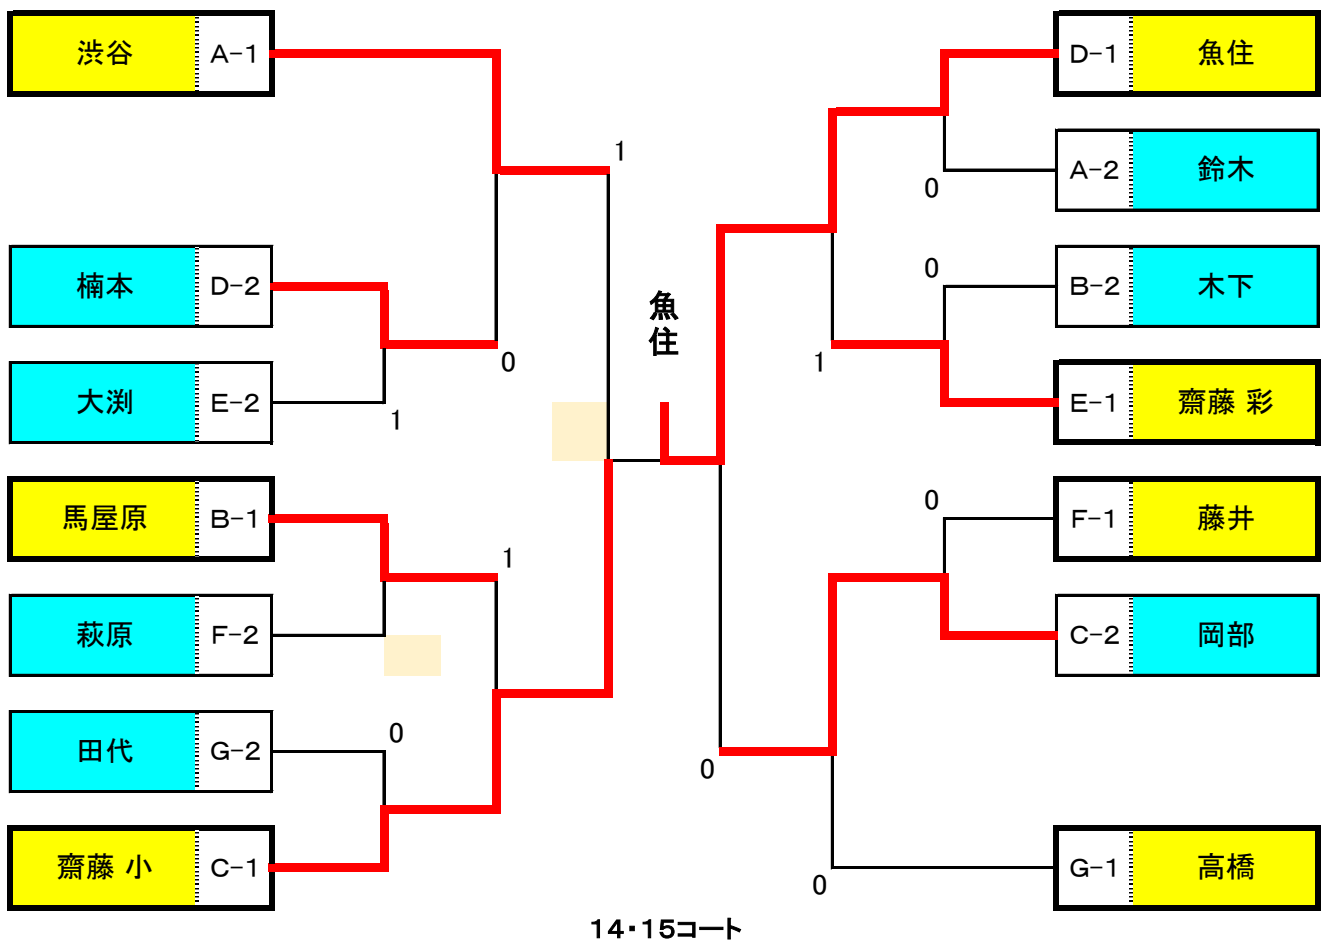 渋谷 A-1
D-1 魚住
1
A-2 鈴木
0
楠本 D-2
0
B-2 木下
魚住
0
1
大渕 E-2
1
E-1 齋藤 彩
馬屋原 B-1
0
F-1 藤井
1
萩原 F-2
C-2 岡部
田代 G-2
0
0
齋藤 小 C-1
0
G-1 高橋
14・15コート